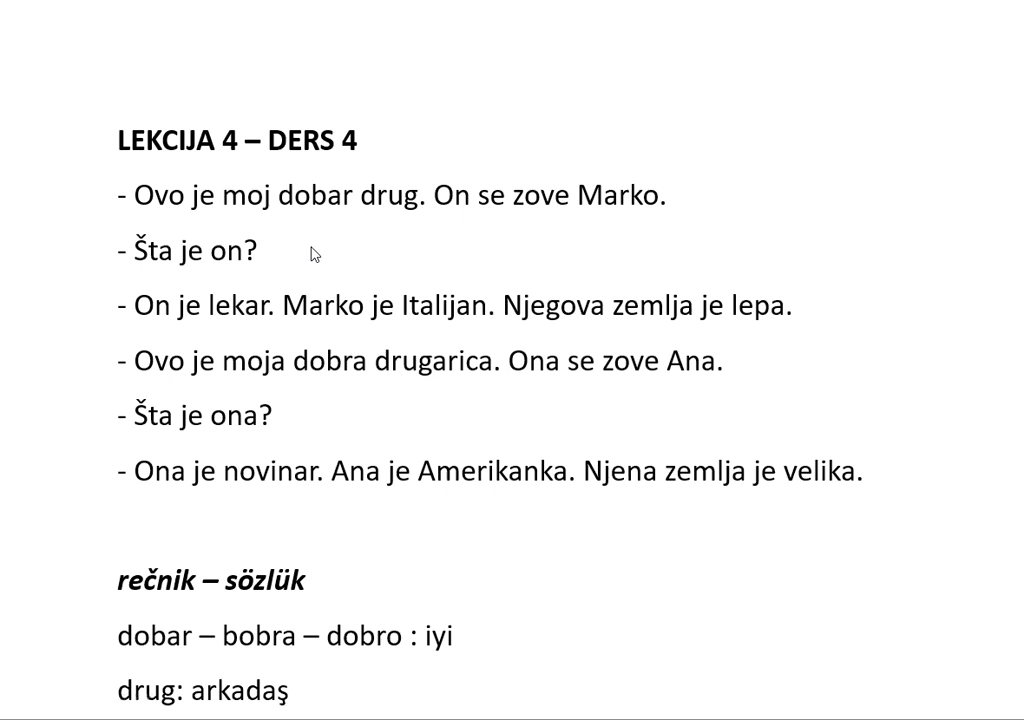 LEKCIJA 4 – DERS 4
- Ovo je moj dobar drug. On se zove Marko.
- Šta je on?
- On je lekar. Marko je Italijan. Njegova zemlja je lepa.
- Ovo je moja dobra drugarica. Ona se zove Ana.
- Šta je ona?
- Ona je novinar. Ana je Amerikanka. Njena zemlja je velika.
rečnik – sözlük
dobar – bobra – dobro : iyi
drug: arkadaş